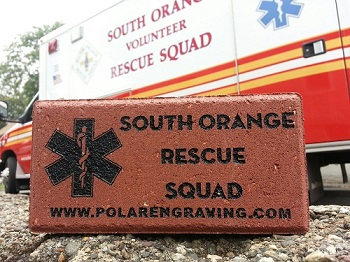 SOUTH ORANGE
VOLUNTEER
RESCUE SQUAD
SOUTH ORANGE
RESCUE
SQUAD
WWW.POLARENGRAVING.COM